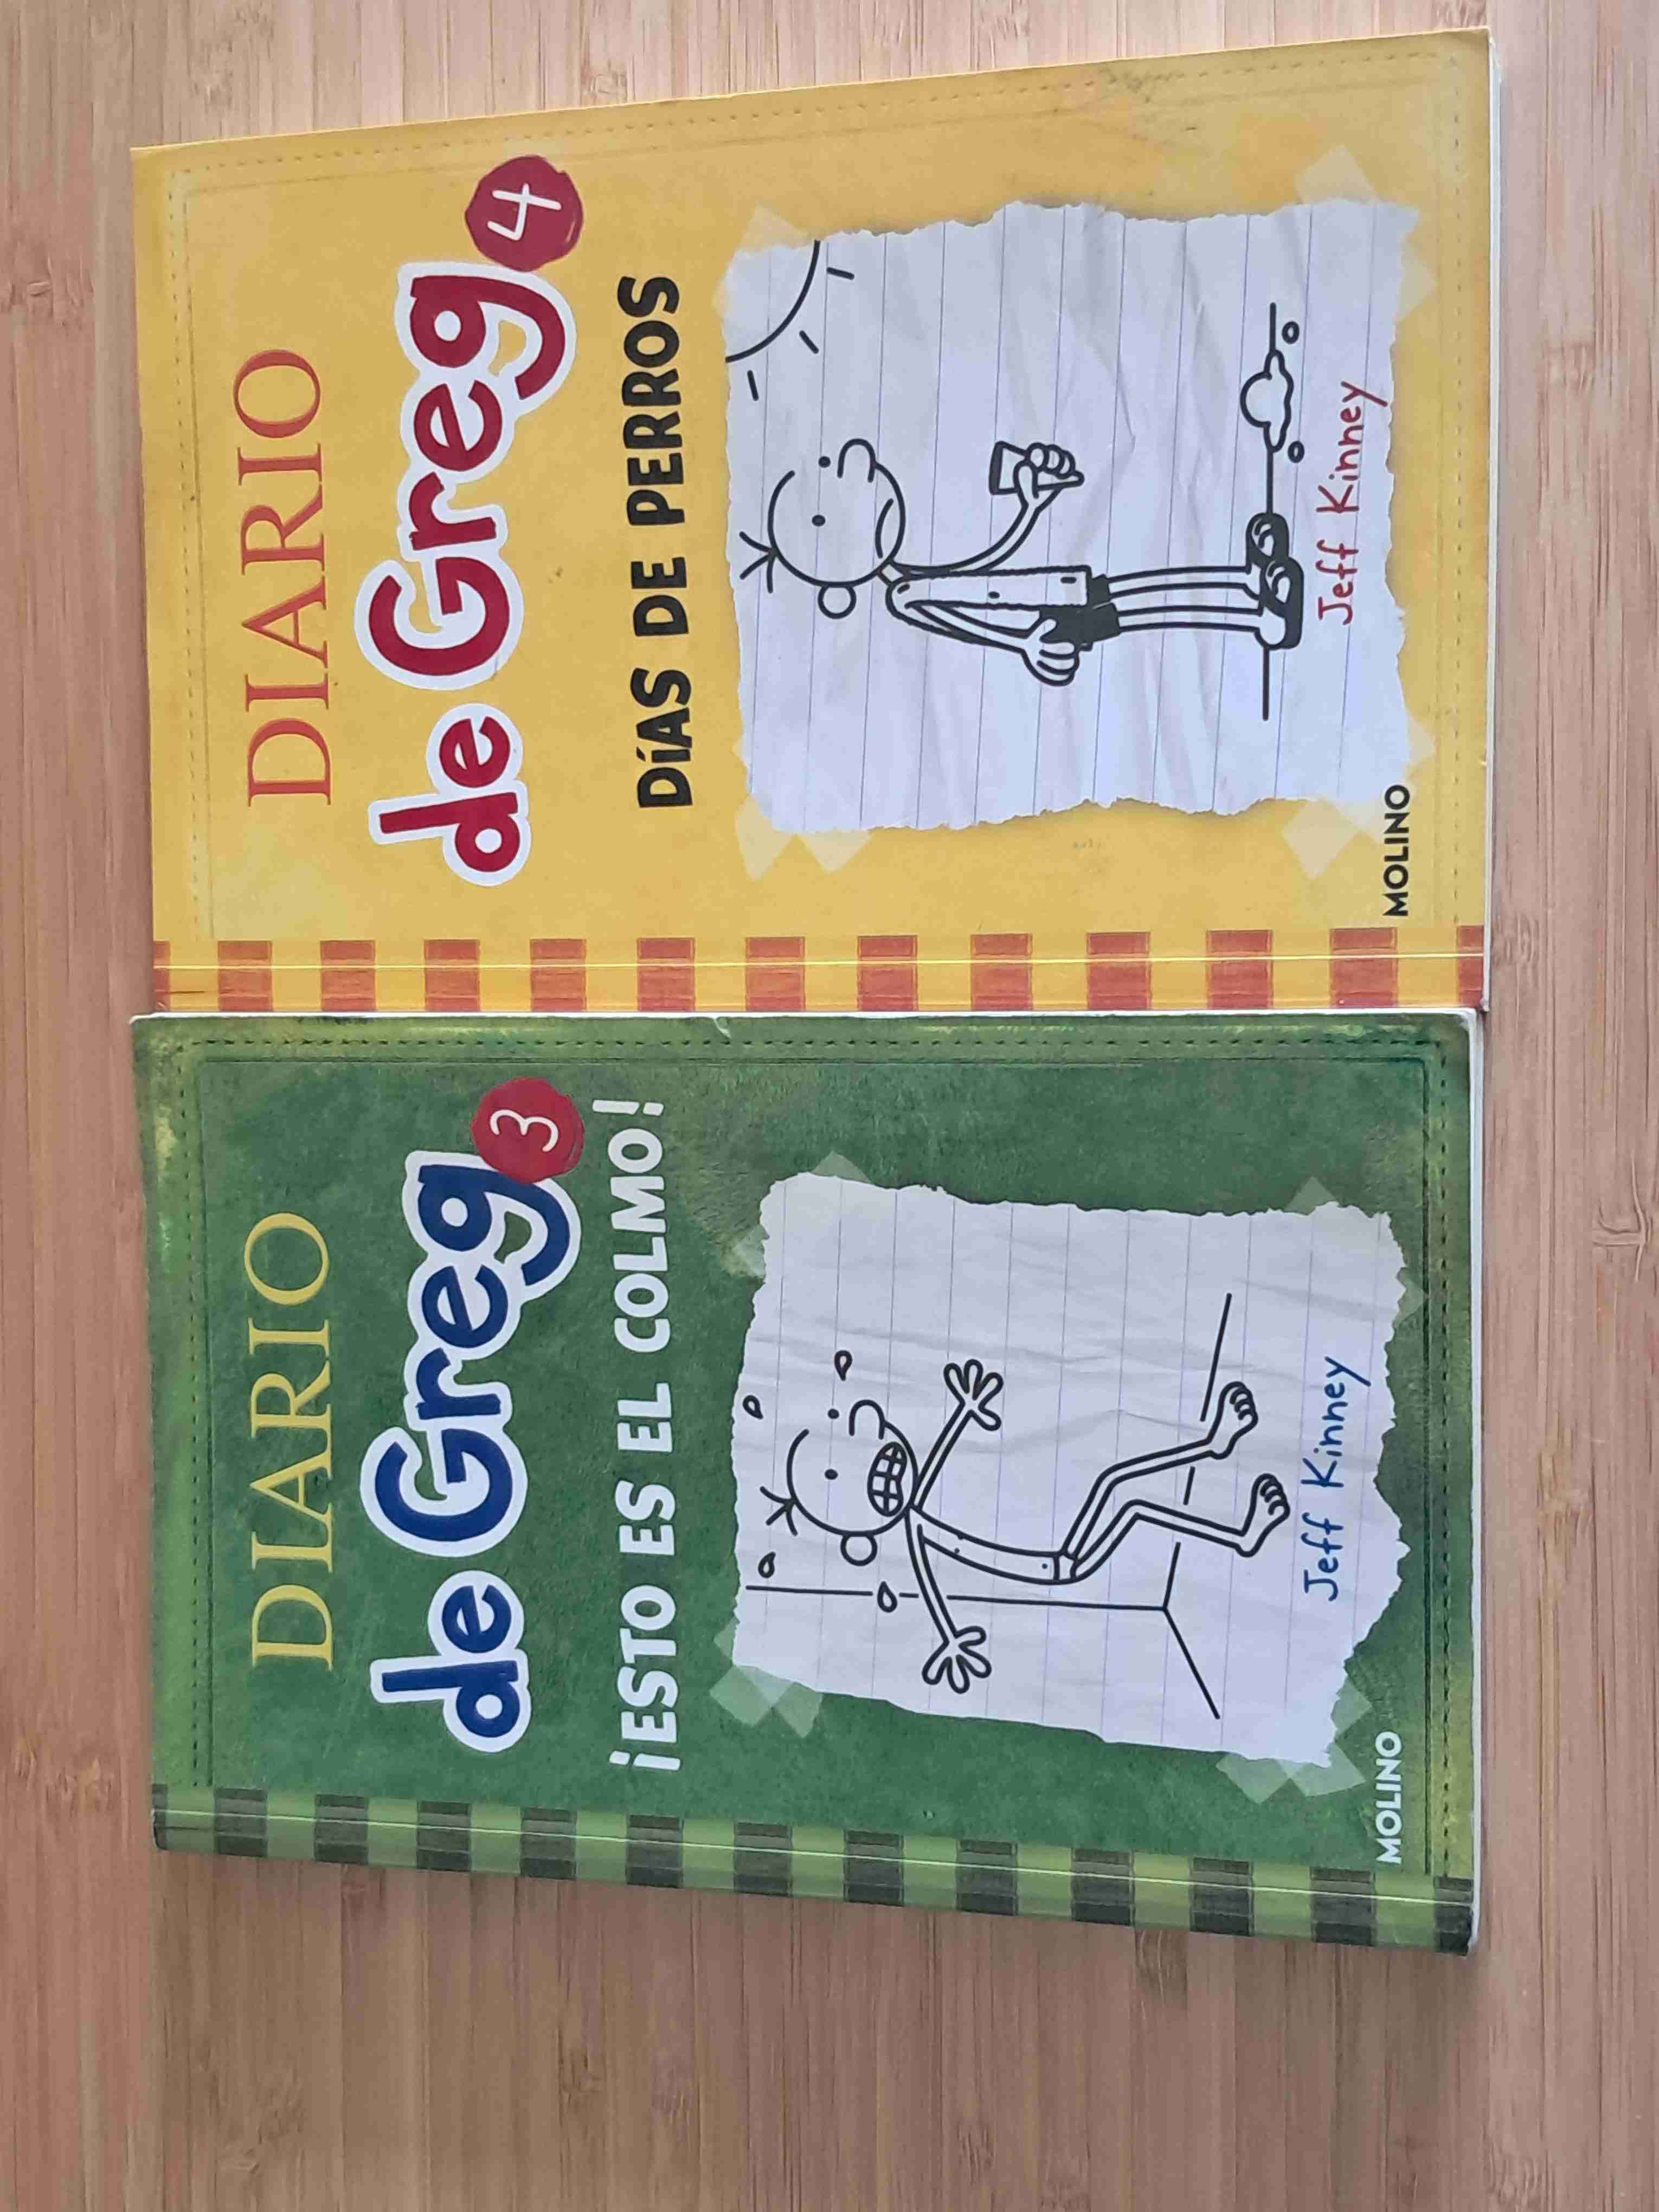 DIARIO
de Greg 3
¡ESTO ES EL COLMO!
Jeff Kinney
MOLINO
DIARIO
de Greg 4
DÍAS DE PERROS
Jeff Kinney
MOLINO